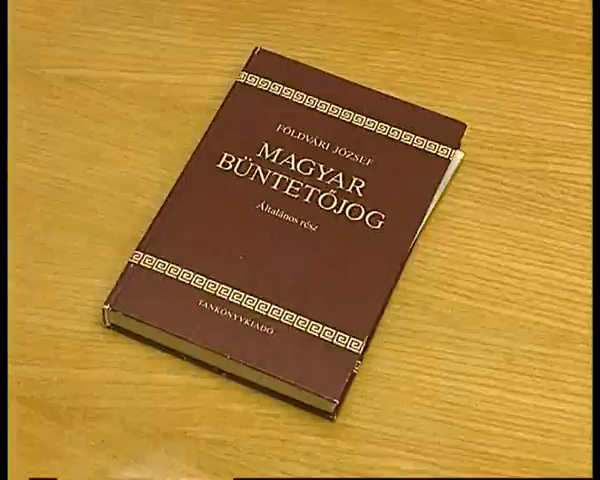 FÖLDVÁRI JÓZSEF
MAGYAR
BÜNTETŐJOG
Általános rész
TANKÖNYVKIADÓ